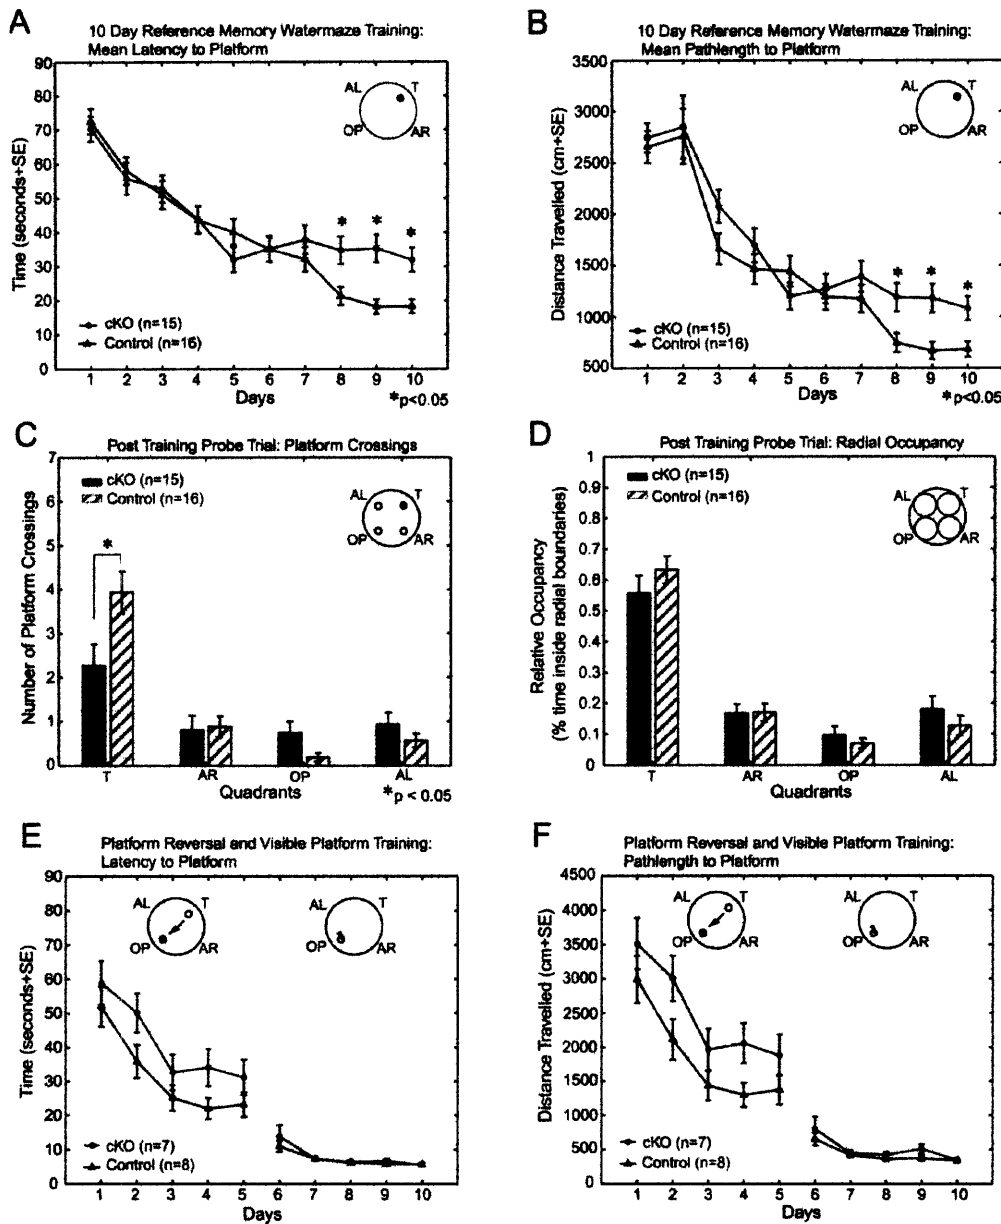 A
10 Day Reference Memory Watermaze Training:
Mean Latency to Platform
90
80
70
60
50
40
30
20
10
0
Time (seconds+SE)
AL
T
OP
AR
*
*
*
cKO (n=15)
Control (n=16)
1 2 3 4 5 6 7 8 9 10
Days
*p<0.05
B
10 Day Reference Memory Watermaze Training:
Mean Pathlength to Platform
3500
3000
2500
2000
1500
1000
500
Distance Travelled (cm+SE)
AL
T
OP
AR
*
*
*
cKO (n=15)
Control (n=16)
1 2 3 4 5 6 7 8 9 10
Days
*p<0.05
C
Post Training Probe Trial: Platform Crossings
7
6
5
4
3
2
1
0
Number of Platform Crossings
cKO (n=15)
Control (n=16)
AL
T
OP
AR
*
T AR OP AL
Quadrants
*p < 0.05
D
Post Training Probe Trial: Radial Occupancy
1
0.9
0.8
0.7
0.6
0.5
0.4
0.3
0.2
0.1
0
Relative Occupancy
(% time inside radial boundaries)
cKO (n=15)
Control (n=16)
AL
T
OP
AR
T AR OP AL
Quadrants
E
Platform Reversal and Visible Platform Training:
Latency to Platform
90
80
70
60
50
40
30
20
10
0
Time (seconds+SE)
AL
T
OP
AR
AL
T
OP
AR
cKO (n=7)
Control (n=8)
1 2 3 4 5 6 7 8 9 10
Days
F
Platform Reversal and Visible Platform Training:
Pathlength to Platform
4500
4000
3500
3000
2500
2000
1500
1000
500
0
Distance Travelled (cm+SE)
AL
T
OP
AR
AL
T
OP
AR
cKO (n=7)
Control (n=8)
1 2 3 4 5 6 7 8 9 10
Days